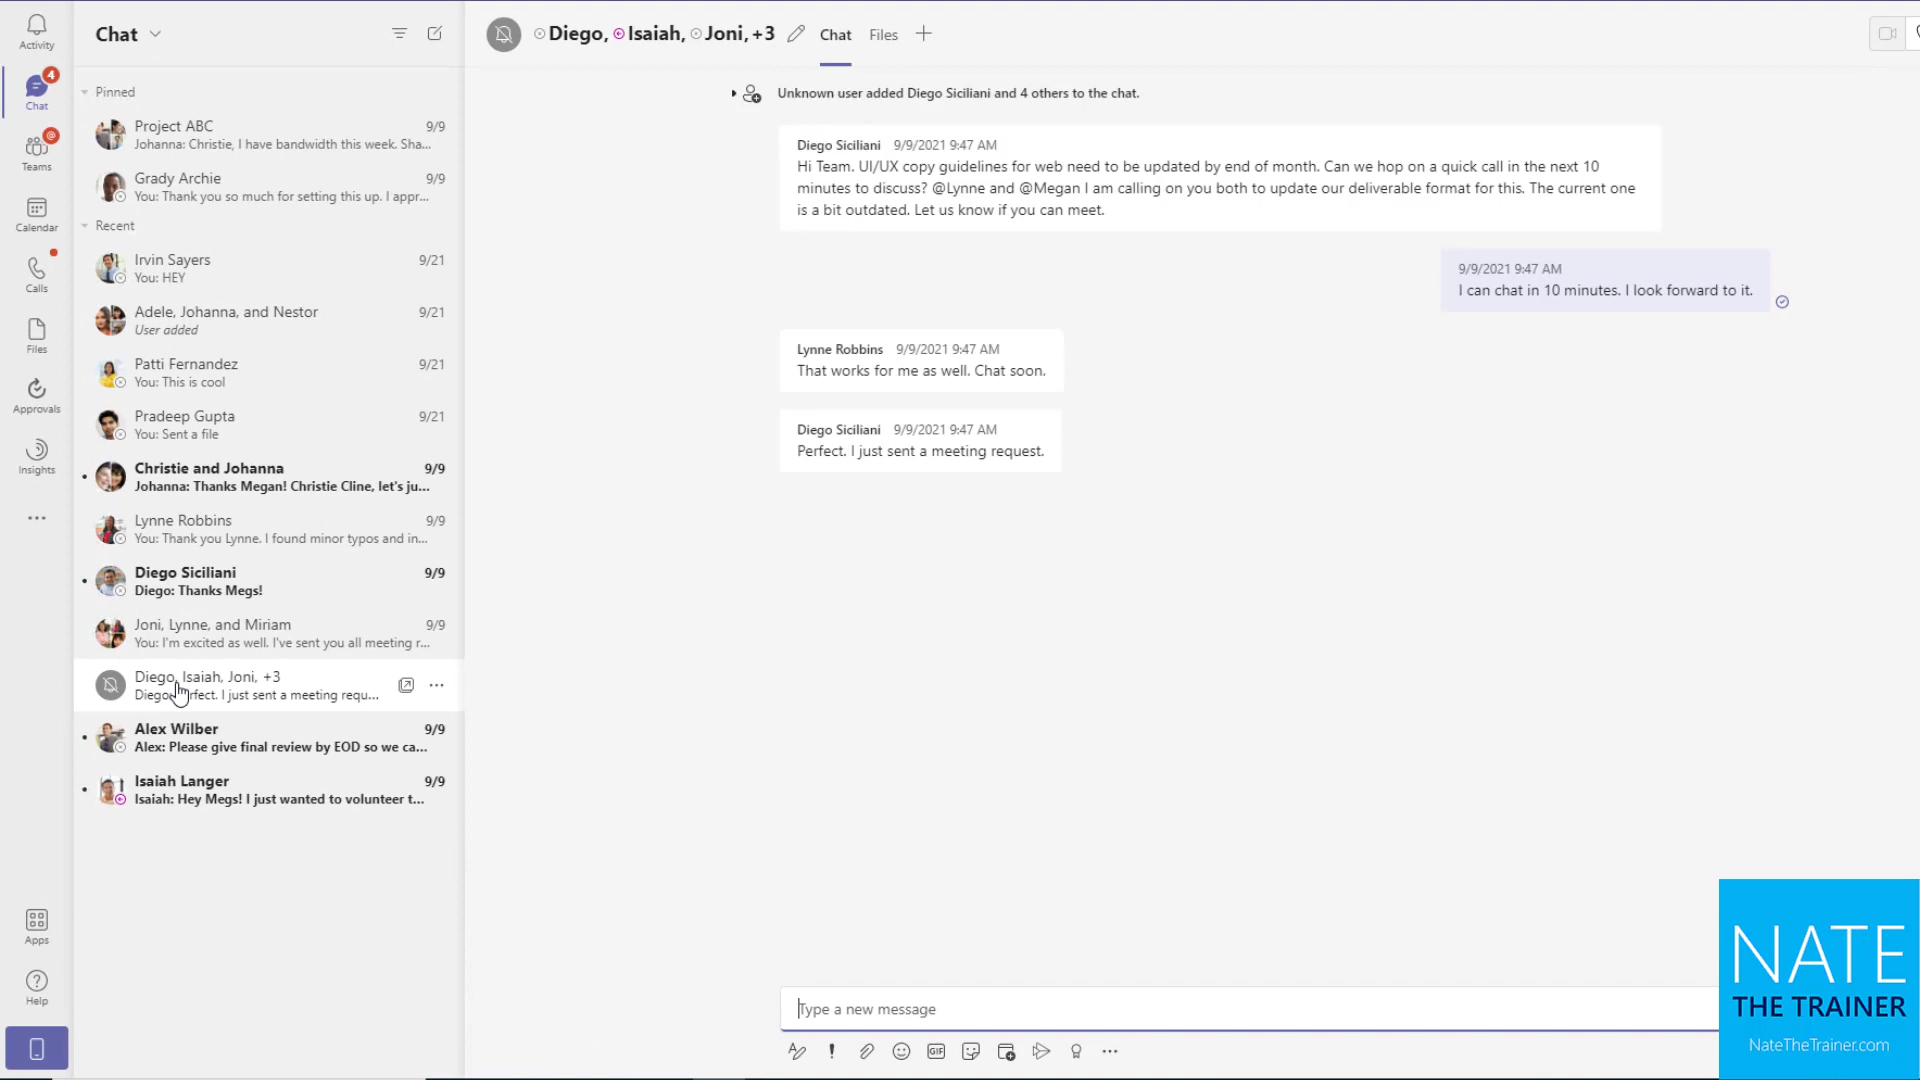 Activity
4
Chat
@
Teams
Calendar
Calls
Files
Approvals
Insights
Apps
Help
Chat
Pinned
Project ABC 9/9
Johanna: Christie, I have bandwidth this week. Sha...
Grady Archie 9/9
You: Thank you so much for setting this up. I appr...
Recent
Irvin Sayers 9/21
You: HEY
Adele, Johanna, and Nestor 9/21
User added
Patti Fernandez 9/21
You: This is cool
Pradeep Gupta 9/21
You: Sent a file
Christie and Johanna 9/9
Johanna: Thanks Megan! Christie Cline, let's ju...
Lynne Robbins 9/9
You: Thank you Lynne. I found minor typos and in...
Diego Siciliani 9/9
Diego: Thanks Megs!
Joni, Lynne, and Miriam 9/9
You: I'm excited as well. I've sent you all meeting r...
Diego, Isaiah, Joni, +3
I just sent a meeting requ...
Alex Wilber 9/9
Alex: Please give final review by EOD so we ca...
Isaiah Langer 9/9
Isaiah: Hey Megs! I just wanted to volunteer t...
Diego, Isaiah, Joni, +3 Chat Files
Unknown user added Diego Siciliani and 4 others to the chat.
Diego Siciliani 9/9/2021 9:47 AM
Hi Team. UI/UX copy guidelines for web need to be updated by end of month. Can we hop on a quick call in the next 10
minutes to discuss? @Lynne and @Megan I am calling on you both to update our deliverable format for this. The current one
is a bit outdated. Let us know if you can meet.
9/9/2021 9:47 AM
I can chat in 10 minutes. I look forward to it.
Lynne Robbins 9/9/2021 9:47 AM
That works for me as well. Chat soon.
Diego Siciliani 9/9/2021 9:47 AM
Perfect. I just sent a meeting request.
Type a new message
GIF
NATE
THE TRAINER
NateTheTrainer.com